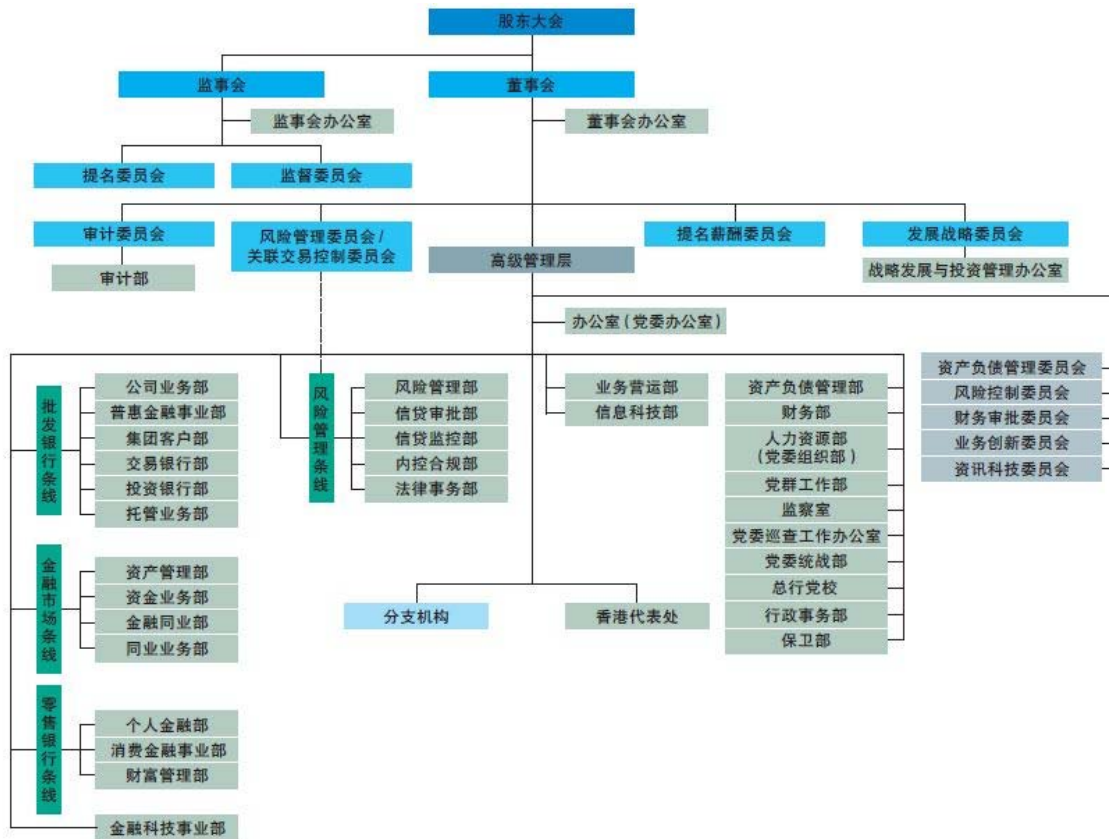 股东大会
监事会
董事会
监事会办公室
董事会办公室
提名委员会
监督委员会
审计委员会
风险管理委员会/
关联交易控制委员会
提名薪酬委员会
发展战略委员会
审计部
高级管理层
战略发展与投资管理办公室
办公室(党委办公室)
批发银行条线
公司业务部
普惠金融事业部
集团客户部
交易银行部
投资银行部
托管业务部
金融市场条线
资产管理部
资金业务部
金融同业部
同业业务部
零售银行条线
个人金融部
消费金融事业部
财富管理部
金融科技事业部
风险管理条线
风险管理部
信贷审批部
信贷监控部
内控合规部
法律事务部
业务营运部
信息科技部
分支机构
香港代表处
资产负债管理部
财务部
人力资源部
(党委组织部)
党群工作部
监察室
党委巡查工作办公室
党委统战部
总行党校
行政事务部
保卫部
资产负债管理委员会
风险控制委员会
财务审批委员会
业务创新委员会
资讯科技委员会